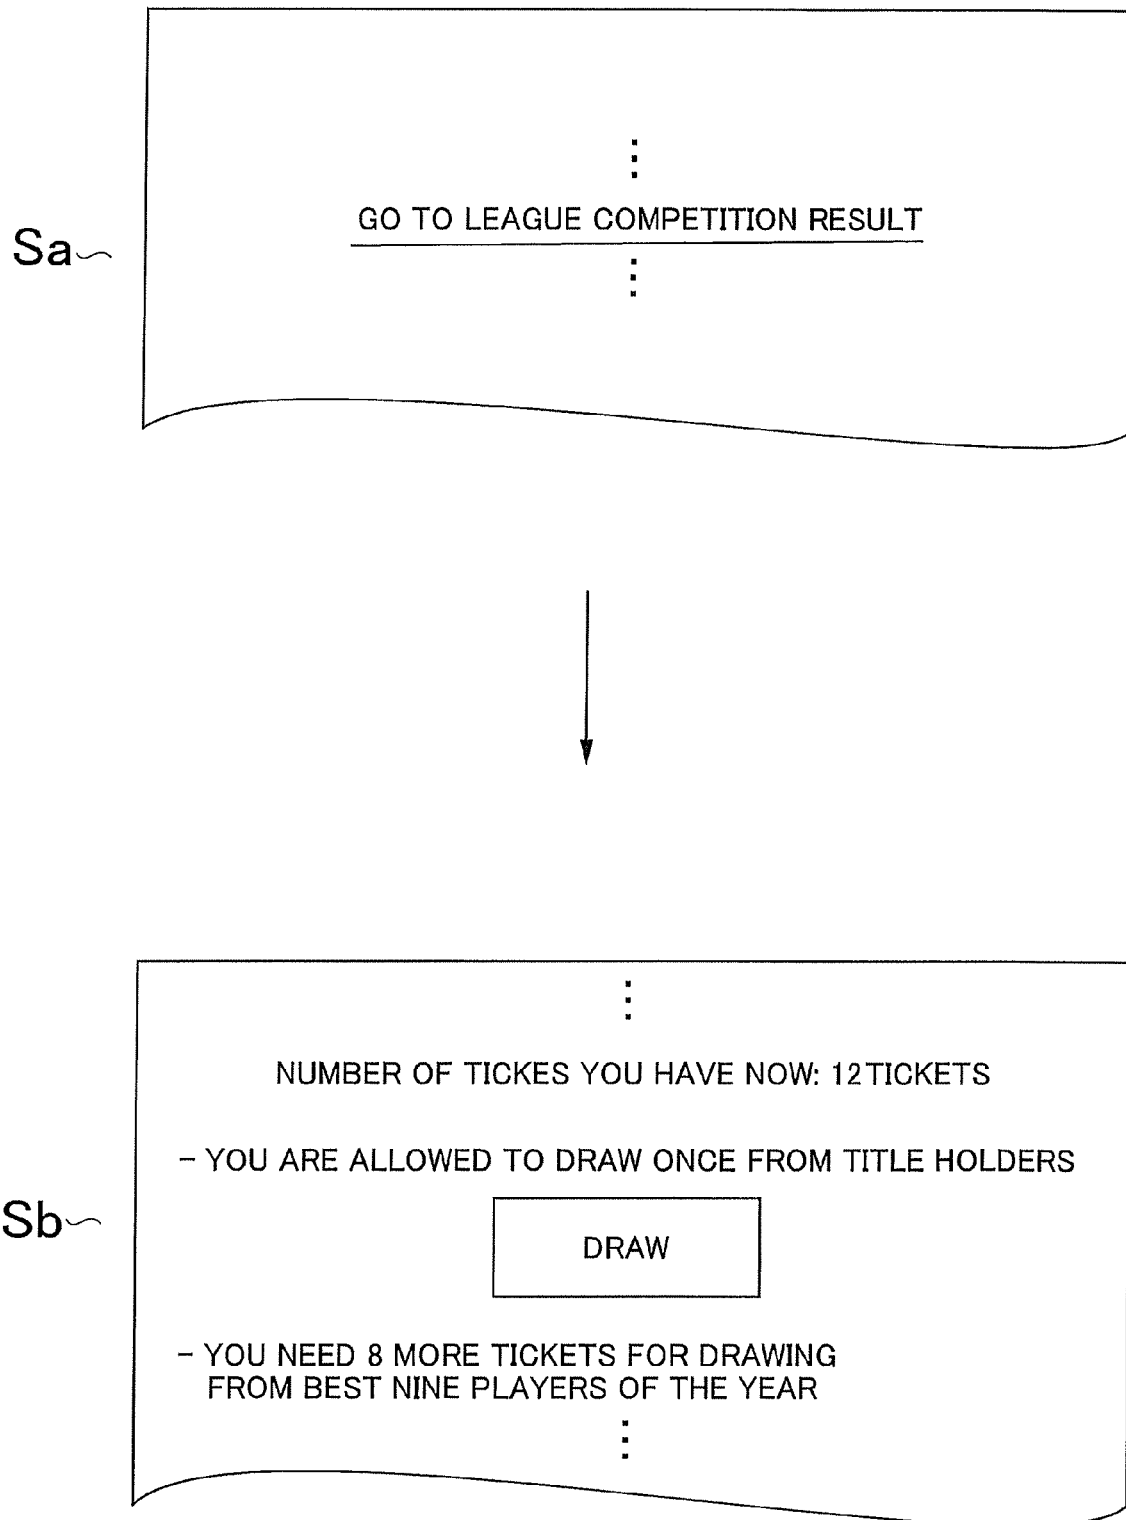 GO TO LEAGUE COMPETITION RESULT
Sa
NUMBER OF TICKES YOU HAVE NOW: 12TICKETS
– YOU ARE ALLOWED TO DRAW ONCE FROM TITLE HOLDERS
Sb
DRAW
– YOU NEED 8 MORE TICKETS FOR DRAWING
FROM BEST NINE PLAYERS OF THE YEAR